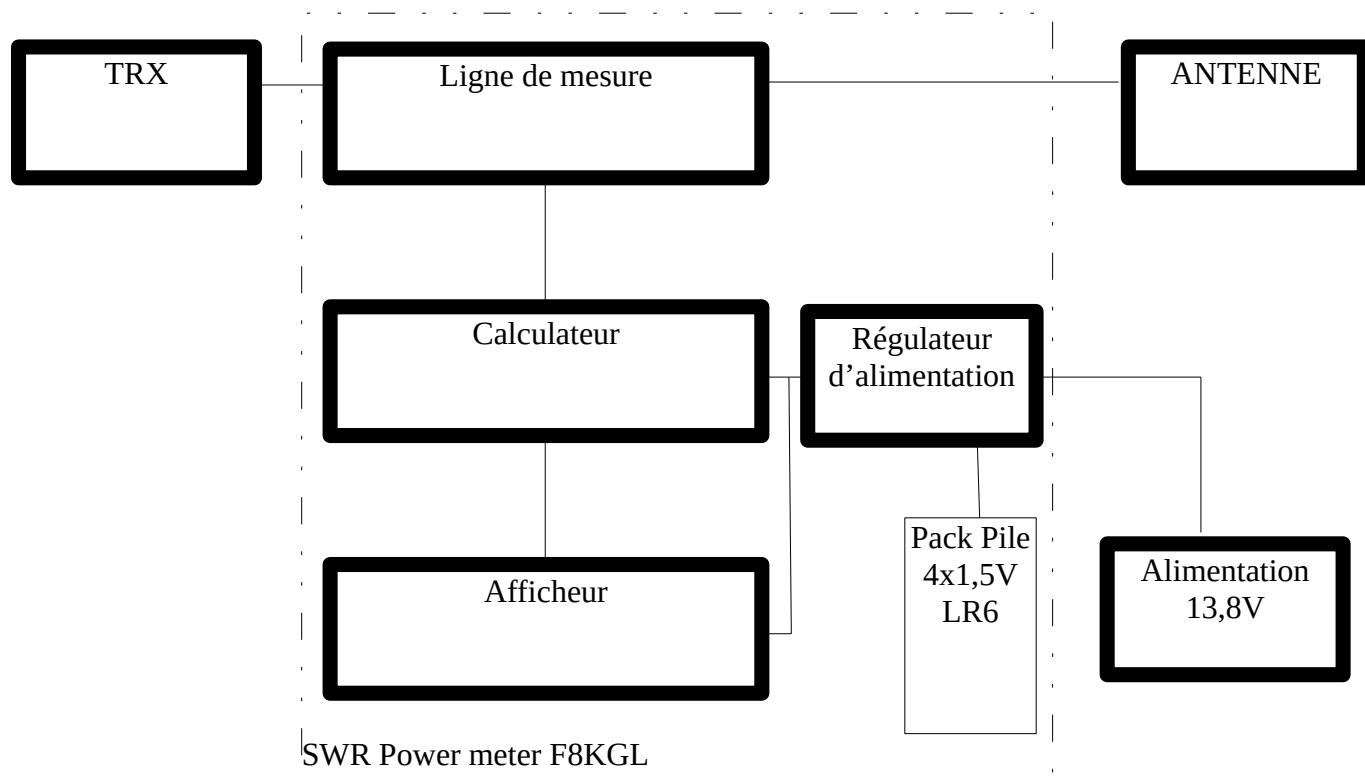 TRX
Ligne de mesure
ANTENNE
Calculateur
Régulateur
d’alimentation
Pack Pile
4x1,5V
LR6
Alimentation
13,8V
Afficheur
SWR Power meter F8KGL